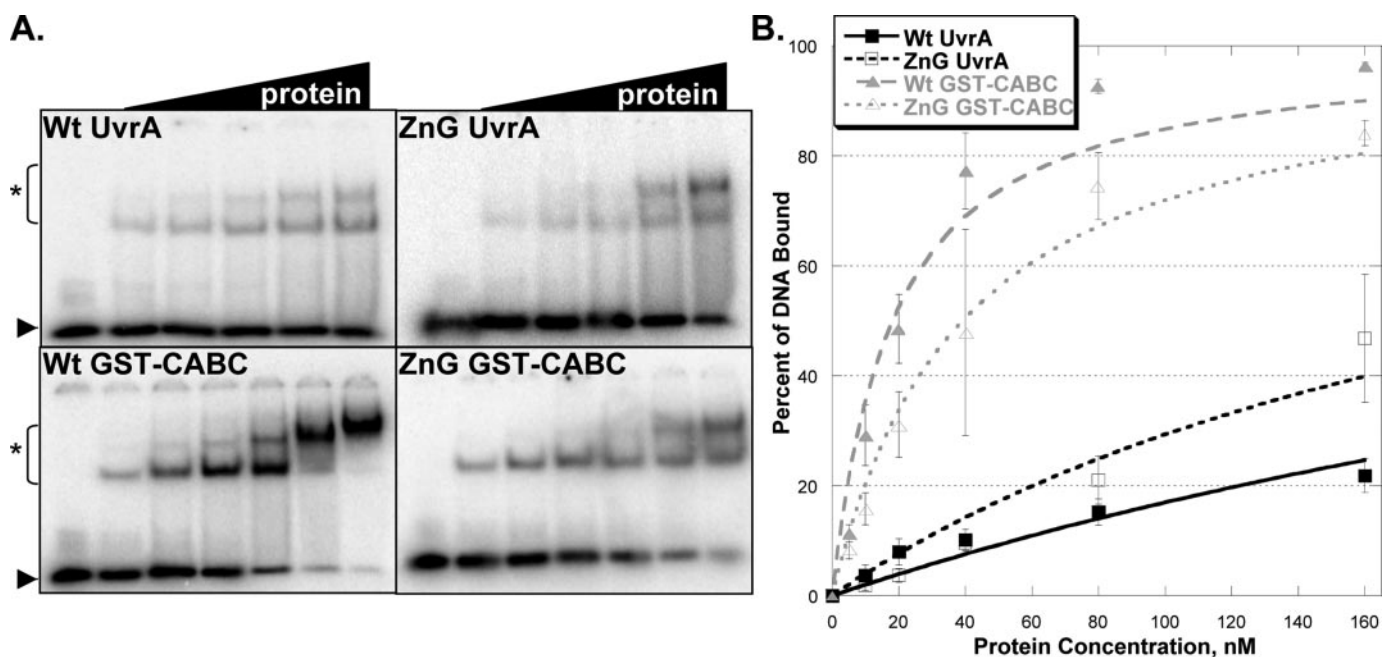 A.
protein
protein
Wt UvrA
ZnG UvrA
*
Wt GST-CABC
ZnG GST-CABC
*
B.
Wt UvrA
ZnG UvrA
Wt GST-CABC
ZnG GST-CABC
100
80
60
40
20
0
Percent of DNA Bound
0 20 40 60 80 100 120 140 160
Protein Concentration, nM